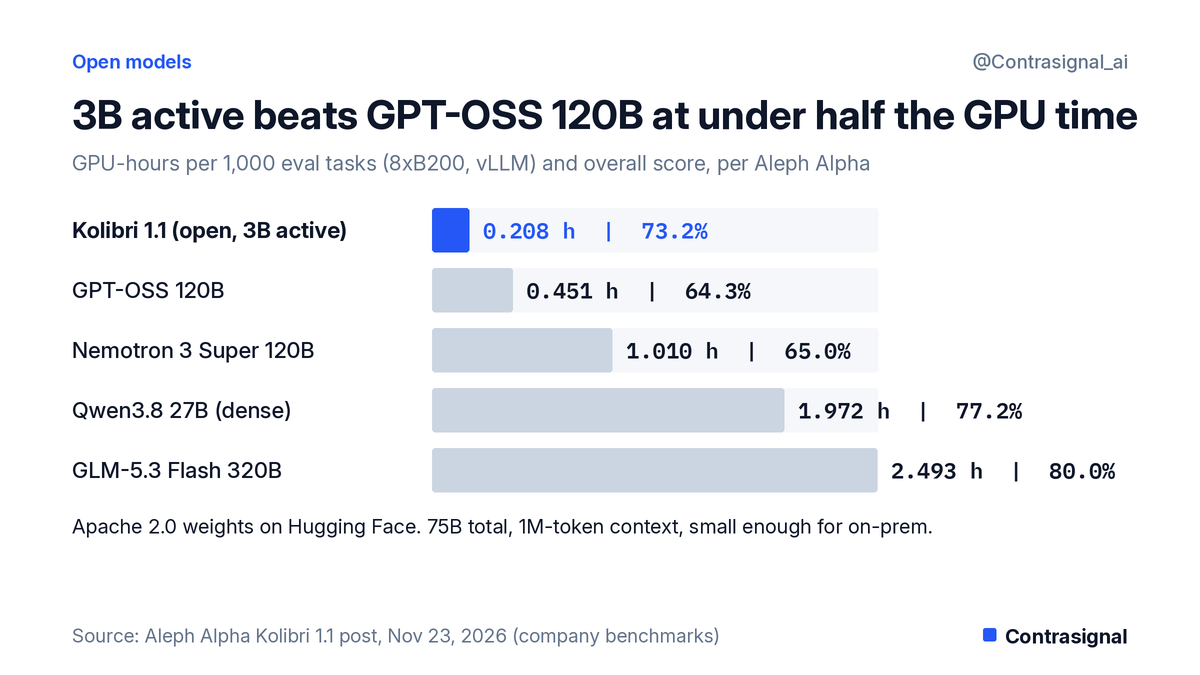 Open models
@Contrasignal_ai
3B active beats GPT-OSS 120B at under half the GPU time
GPU-hours per 1,000 eval tasks (8xB200, vLLM) and overall score, per Aleph Alpha
Kolibri 1.1 (open, 3B active) 0.208 h | 73.2%
GPT-OSS 120B 0.451 h | 64.3%
Nemotron 3 Super 120B 1.010 h | 65.0%
Qwen3.8 27B (dense) 1.972 h | 77.2%
GLM-5.3 Flash 320B 2.493 h | 80.0%
Apache 2.0 weights on Hugging Face. 75B total, 1M-token context, small enough for on-prem.
Source: Aleph Alpha Kolibri 1.1 post, Nov 23, 2026 (company benchmarks)
Contrasignal